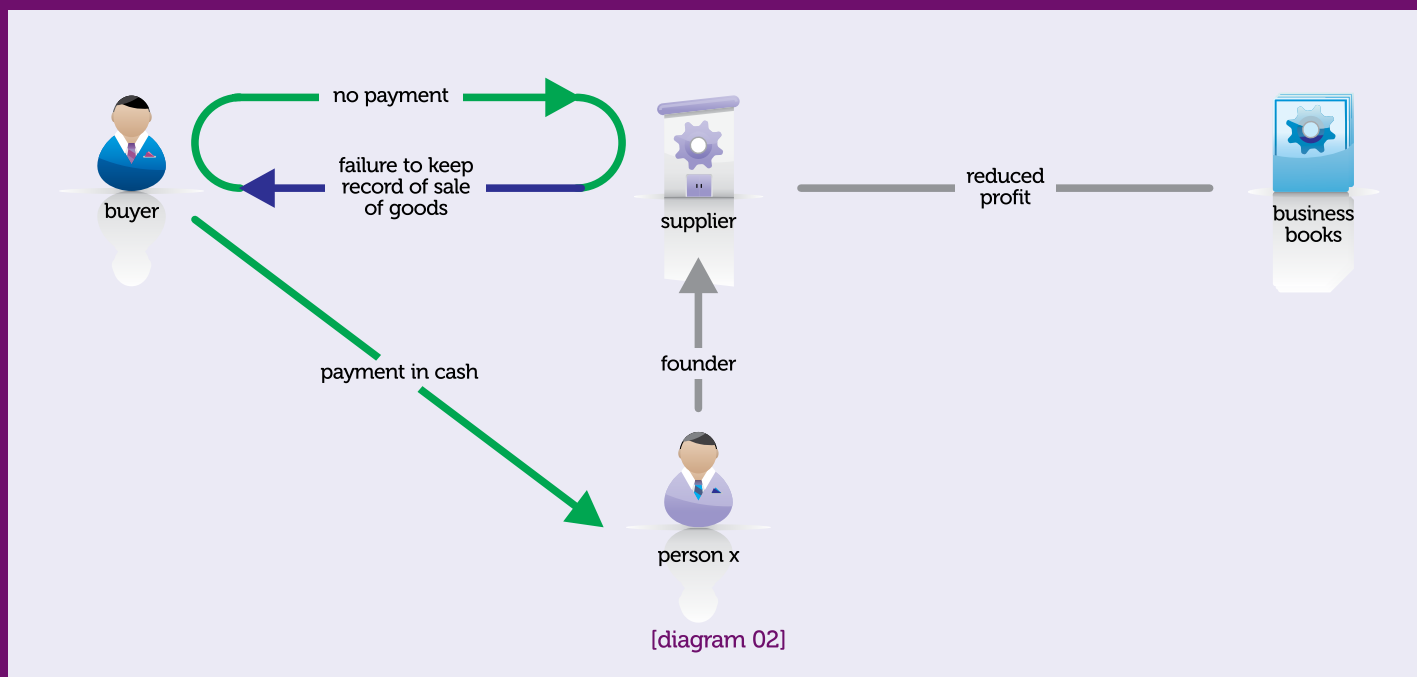 no payment
failure to keep
record of sale
of goods
buyer
supplier
reduced
profit
business
books
payment in cash
founder
person x
[diagram 02]